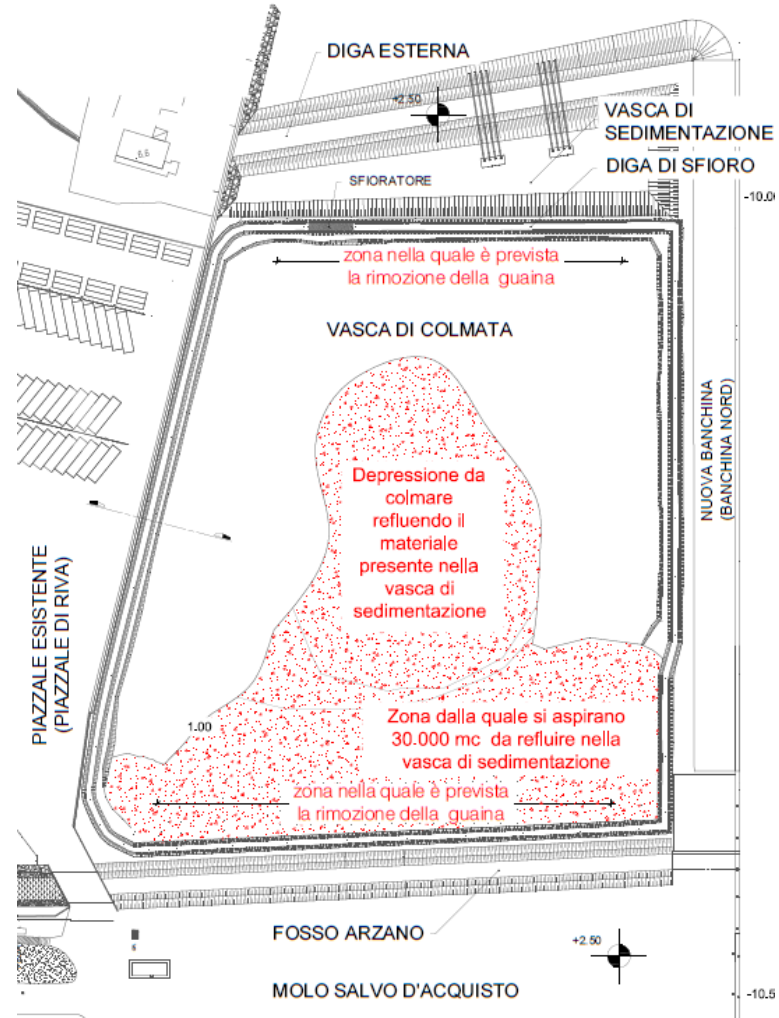 DIGA ESTERNA
+2.50
VASCA DI
SEDIMENTAZIONE
DIGA DI SFIORO
SFIORATORE
-10.00
zona nella quale è prevista
la rimozione della guaina
VASCA DI COLMATA
NUOVA BANCHINA
(BANCHINA NORD)
Depressione da
colmare
refluendo il
materiale
presente nella
vasca di
sedimentazione
PIAZZALE ESISTENTE
(PIAZZALE DI RIVA)
1.00
Zona dalla quale si aspirano
30.000 mc da refluire nella
vasca di sedimentazione
zona nella quale è prevista
la rimozione della guaina
FOSSO ARZANO
+2.50
MOLO SALVO D'ACQUISTO
-10.5